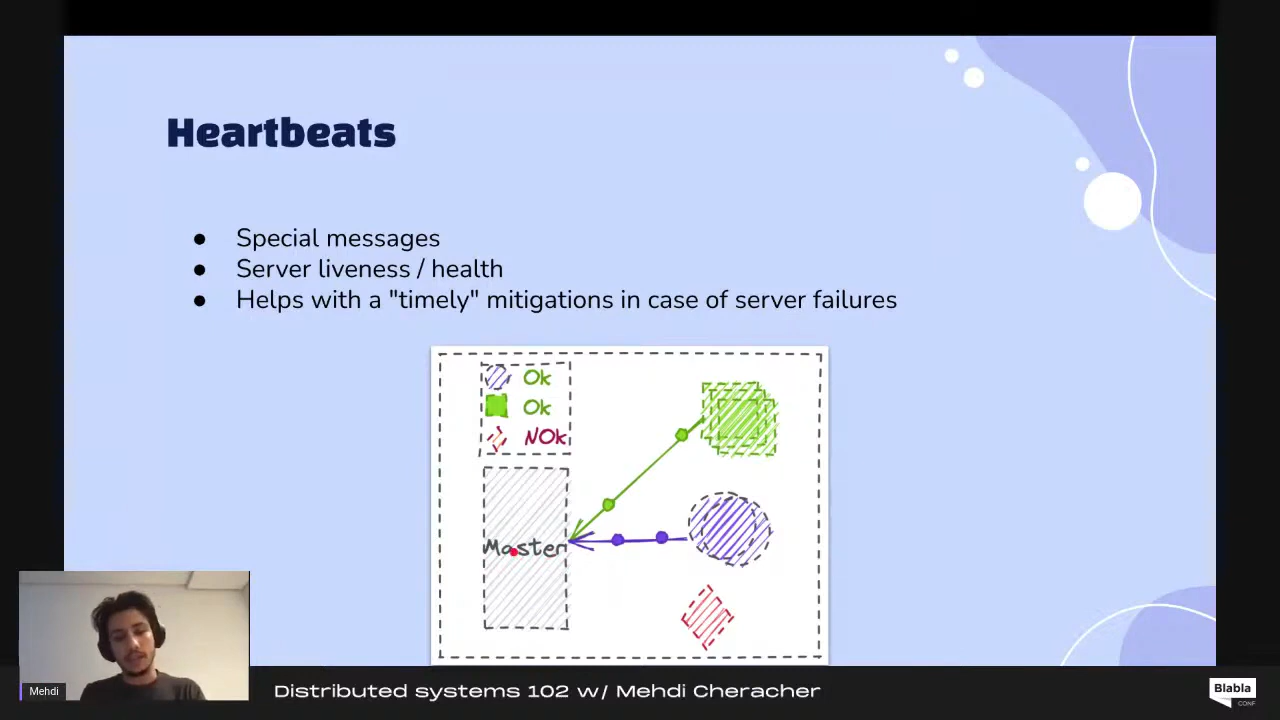 Heartbeats
● Special messages
● Server liveness / health
● Helps with a "timely" mitigations in case of server failures
Ok
Ok
NOk
Master
Mehdi
Distributed systems 102 w/ Mehdi Cheracher
Blabla
CONF